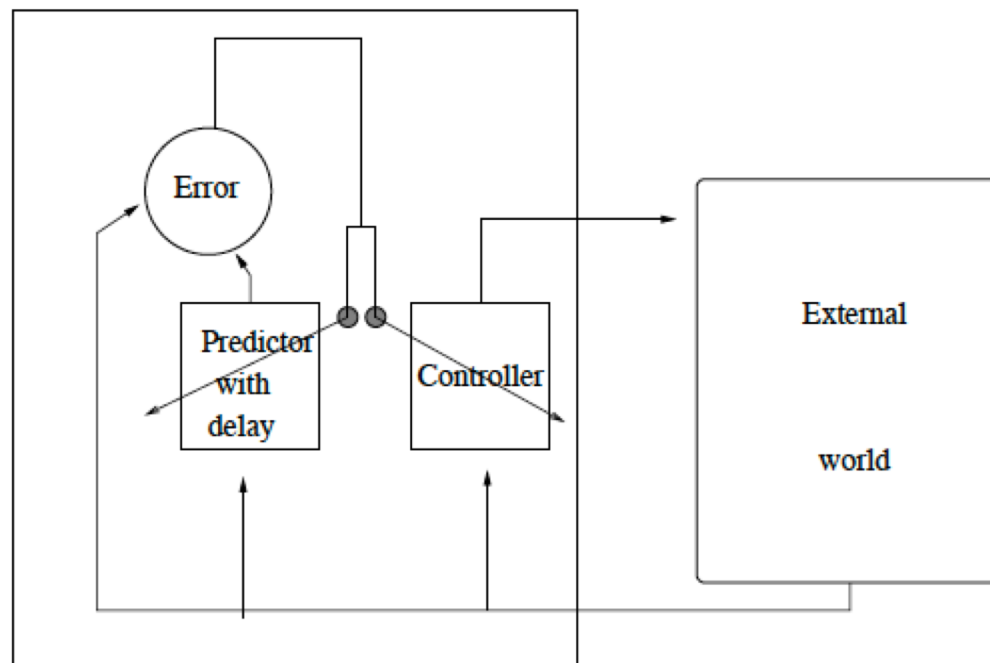 Error
Predictor
with
delay
Controller
External
world